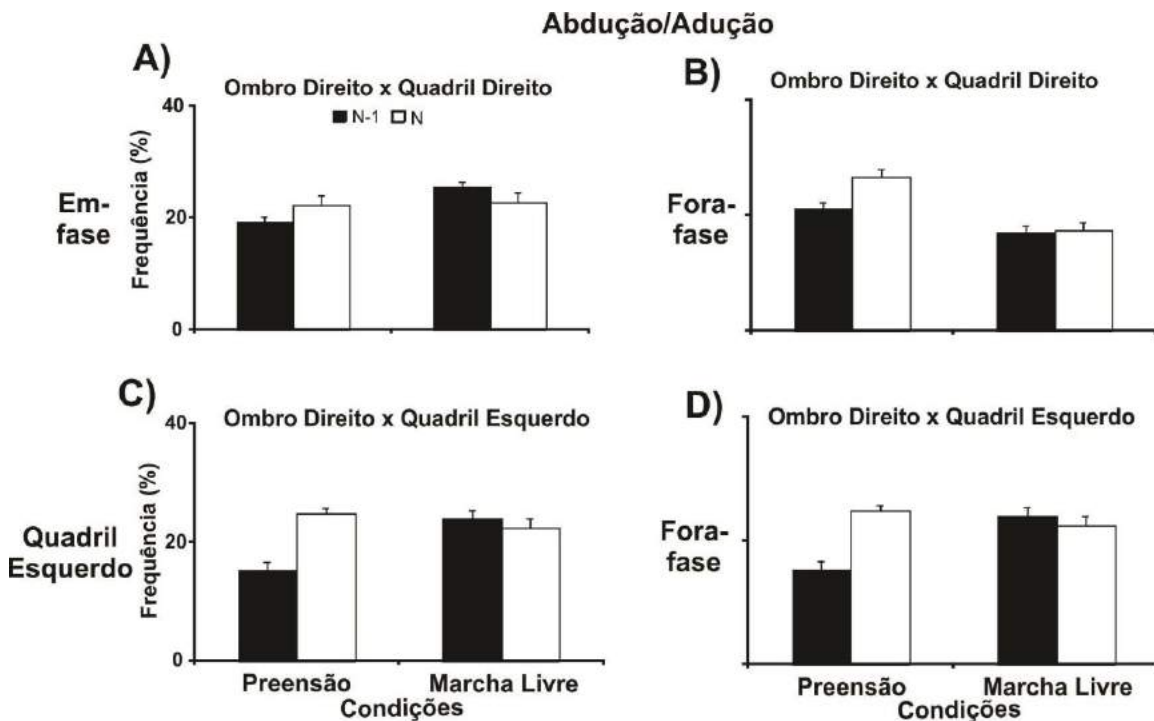 Abdução/Adução
A)
Ombro Direito x Quadril Direito
N-1 N
40
20
0
Frequência (%)
Em-
fase
B)
Ombro Direito x Quadril Direito
Fora-
fase
C)
Ombro Direito x Quadril Esquerdo
40
20
0
Frequência (%)
Quadril
Esquerdo
Preensão Marcha Livre
Condições
D)
Ombro Direito x Quadril Esquerdo
Fora-
fase
Preensão Marcha Livre
Condições